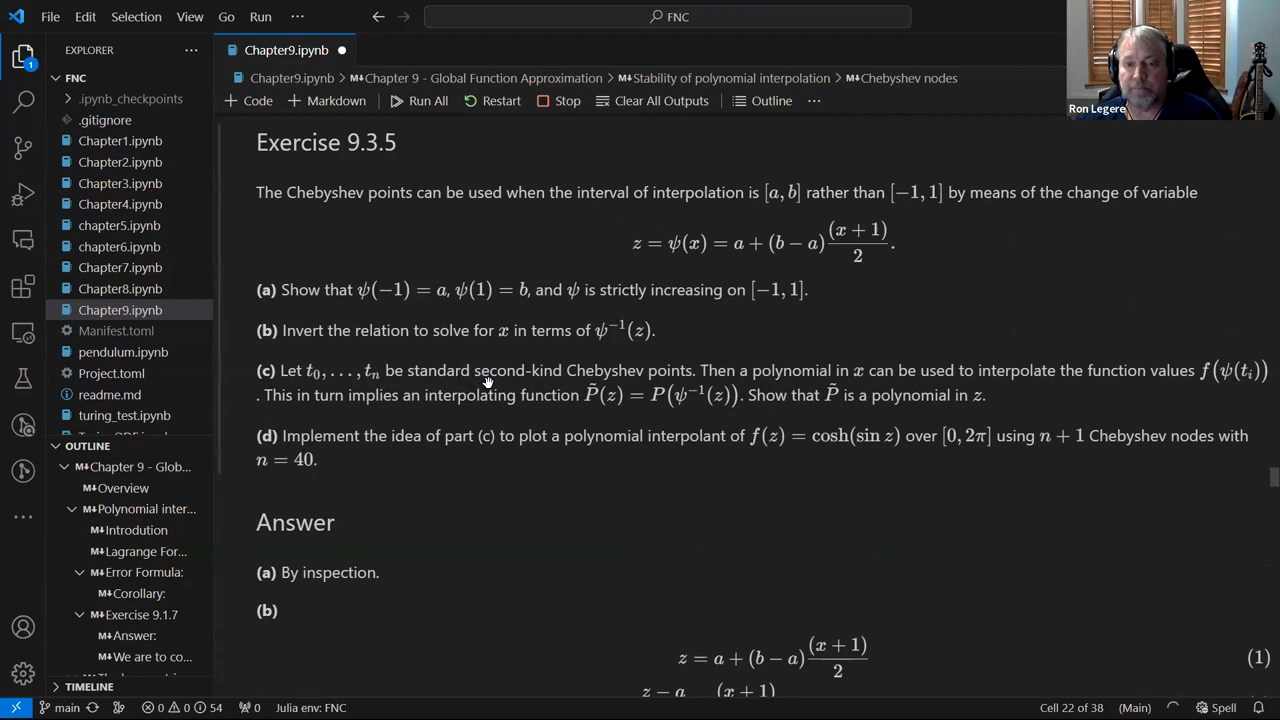 File Edit Selection View Go Run ··· FNC
EXPLORER ···
FNC
.ipynb_checkpoints
.gitignore
Chapter1.ipynb
Chapter2.ipynb
Chapter3.ipynb
Chapter4.ipynb
chapter5.ipynb
chapter6.ipynb
Chapter7.ipynb
Chapter8.ipynb
Chapter9.ipynb
Manifest.toml
pendulum.ipynb
Project.toml
readme.md
turing_test.ipynb
OUTLINE
Chapter 9 - Glob...
Overview
Polynomial inter...
Introdution
Lagrange For...
Error Formula:
Corollary:
Exercise 9.1.7
Answer:
We are to co...
TIMELINE
1
Chapter9.ipynb
Chapter9.ipynb > M↓Chapter 9 - Global Function Approximation > M↓Stability of polynomial interpolation > M↓Chebyshev nodes
+ Code + Markdown Run All Restart Stop Clear All Outputs Outline ···
Ron Legere
Exercise 9.3.5
The Chebyshev points can be used when the interval of interpolation is [a, b] rather than [−1, 1] by means of the change of variable
z = ψ(x) = a + (b − a) (x + 1)/2.
(a) Show that ψ(−1) = a, ψ(1) = b, and ψ is strictly increasing on [−1, 1].
(b) Invert the relation to solve for x in terms of ψ⁻¹(z).
(c) Let t₀, . . . , tₙ be standard second-kind Chebyshev points. Then a polynomial in x can be used to interpolate the function values f(ψ(tᵢ))
. This in turn implies an interpolating function P̃(z) = P(ψ⁻¹(z)). Show that P̃ is a polynomial in z.
(d) Implement the idea of part (c) to plot a polynomial interpolant of f(z) = cosh(sin z) over [0, 2π] using n + 1 Chebyshev nodes with
n = 40.
Answer
(a) By inspection.
(b)
z = a + (b − a) (x + 1)/2 (1)
z − a (x + 1)
main 0 0 54 0 Julia env: FNC Cell 22 of 38 (Main) Spell